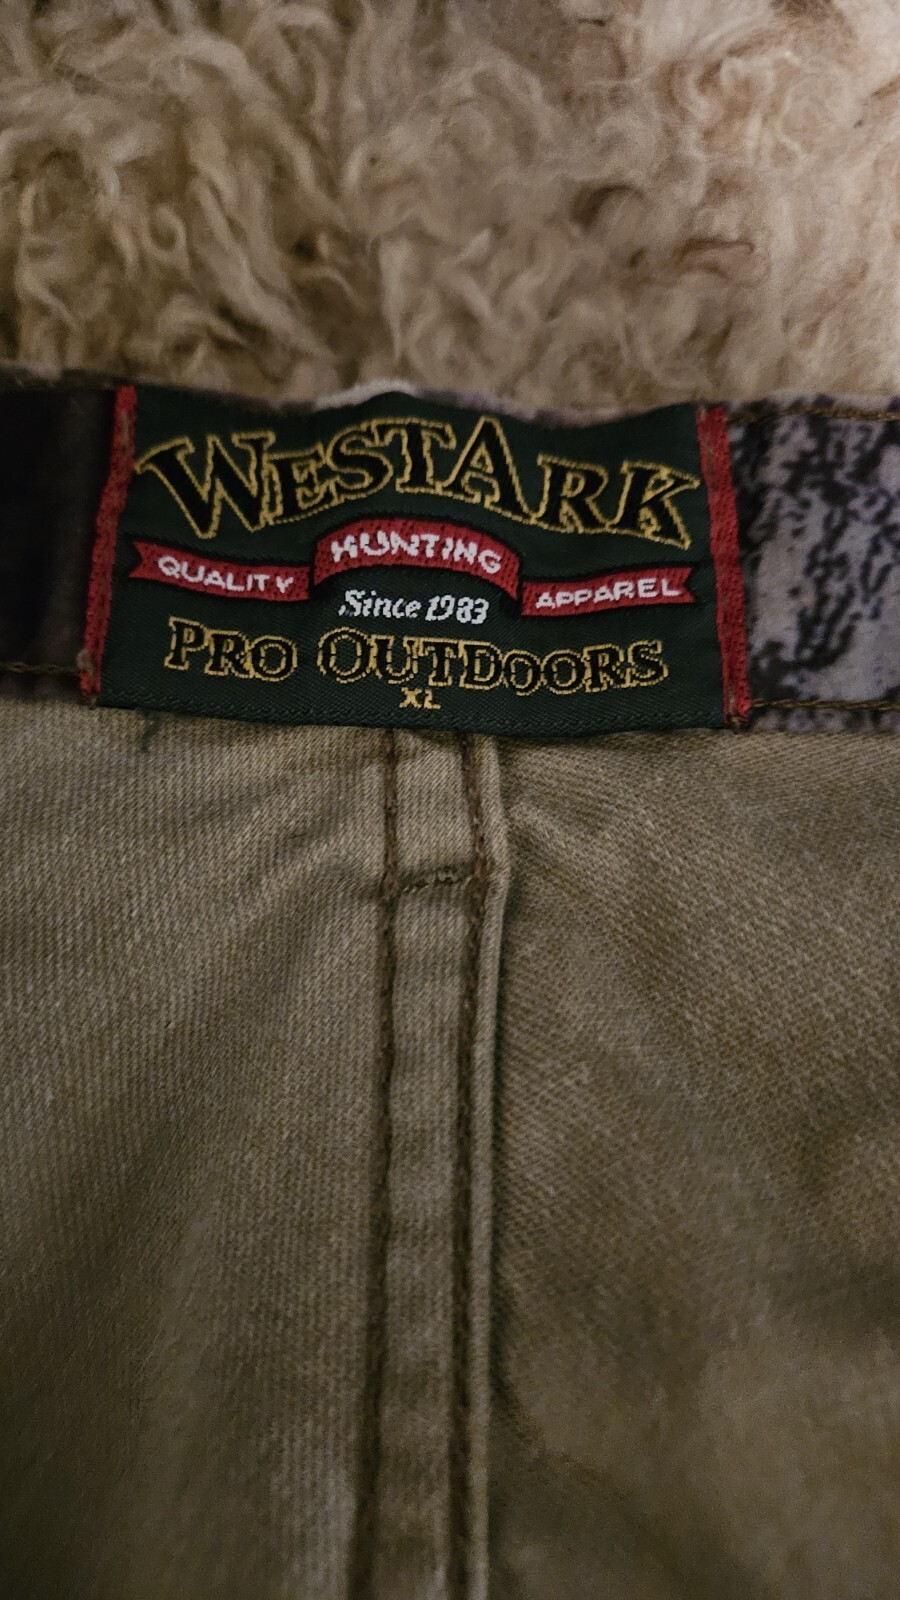 WESTARK
QUALITY HUNTING APPAREL
Since 1983
PRO OUTDOORS
XL